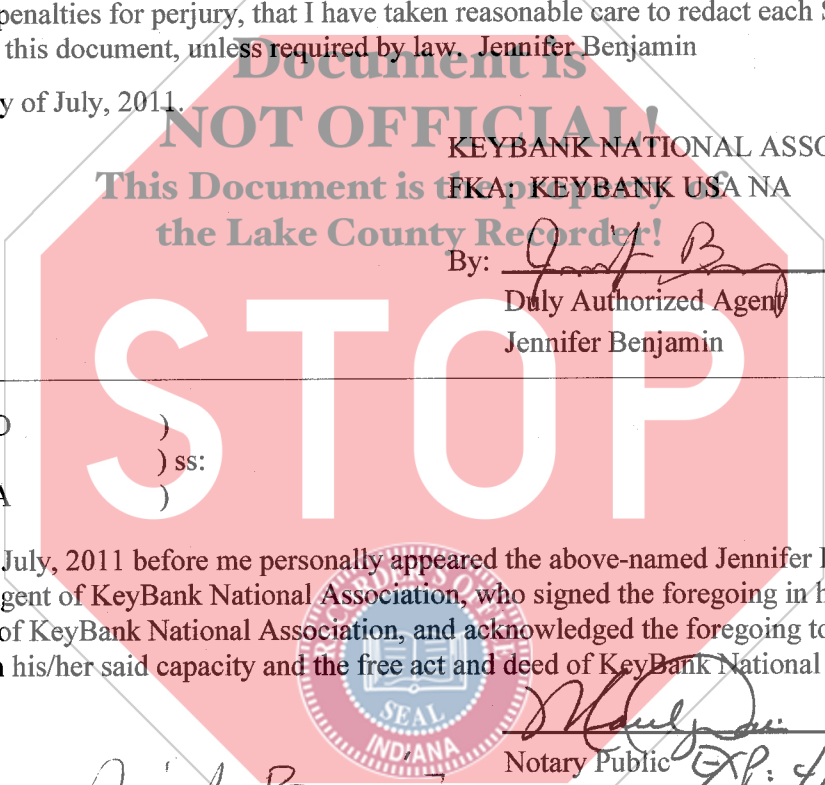 penalties for perjury, that I have taken reasonable care to redact each S
this document, unless required by law. Jennifer Benjamin
Document is
y of July, 2011.
NOT OFFICIAL!
KEYBANK NATIONAL ASSO
This Document is the property of
FKA: KEYBANK USA NA
the Lake County Recorder!
By:
Duly Authorized Agent
Jennifer Benjamin
STOP
)
) ss:
A )
July, 2011 before me personally appeared the above-named Jennifer
gent of KeyBank National Association, who signed the foregoing in h
of KeyBank National Association, and acknowledged the foregoing to
his/her said capacity and the free act and deed of KeyBank National
RECORDER'S OFFICE
SEAL
INDIANA
Notary Public EXP: